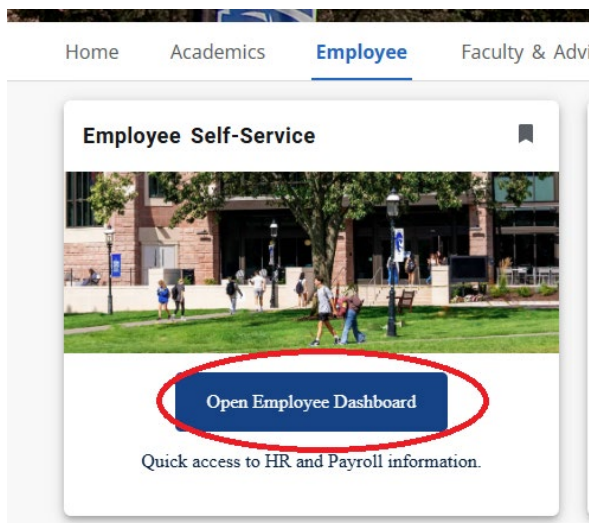 Home Academics Employee Faculty & Advi
Employee Self-Service
Open Employee Dashboard
Quick access to HR and Payroll information.